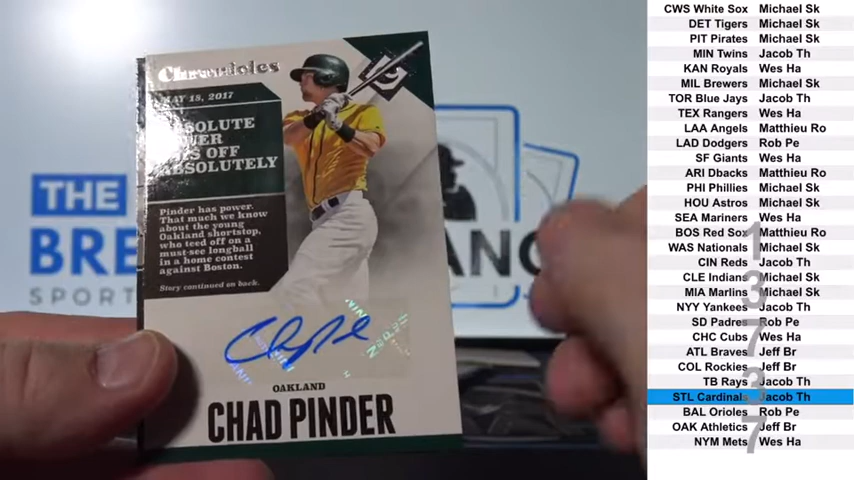 Chronicles
MAY 18, 2017
OFF
ABSOLUTELY
Pinder has power.
That much we know
about the young
Oakland shortstop,
who teed off on a
must-see longball
in a home contest
against Boston.
Story continued on back.
OAKLAND
CHAD PINDER
THE
SPORT
CWS White Sox Michael Sk
DET Tigers Michael Sk
PIT Pirates Michael Sk
MIN Twins Jacob Th
KAN Royals Wes Ha
MIL Brewers Michael Sk
TOR Blue Jays Jacob Th
TEX Rangers Wes Ha
LAA Angels Matthieu Ro
LAD Dodgers Rob Pe
SF Giants Wes Ha
ARI Dbacks Matthieu Ro
PHI Phillies Michael Sk
HOU Astros Michael Sk
SEA Mariners Wes Ha
BOS Red Sox Matthieu Ro
WAS Nationals Michael Sk
CIN Reds Jacob Th
CLE Indians Michael Sk
MIA Marlins Michael Sk
NYY Yankees Jacob Th
SD Padres Rob Pe
CHC Cubs Wes Ha
ATL Braves Jeff Br
COL Rockies Jeff Br
TB Rays Jacob Th
STL Cardinals Jacob Th
BAL Orioles Rob Pe
OAK Athletics Jeff Br
NYM Mets Wes Ha
1
3
7
3
7